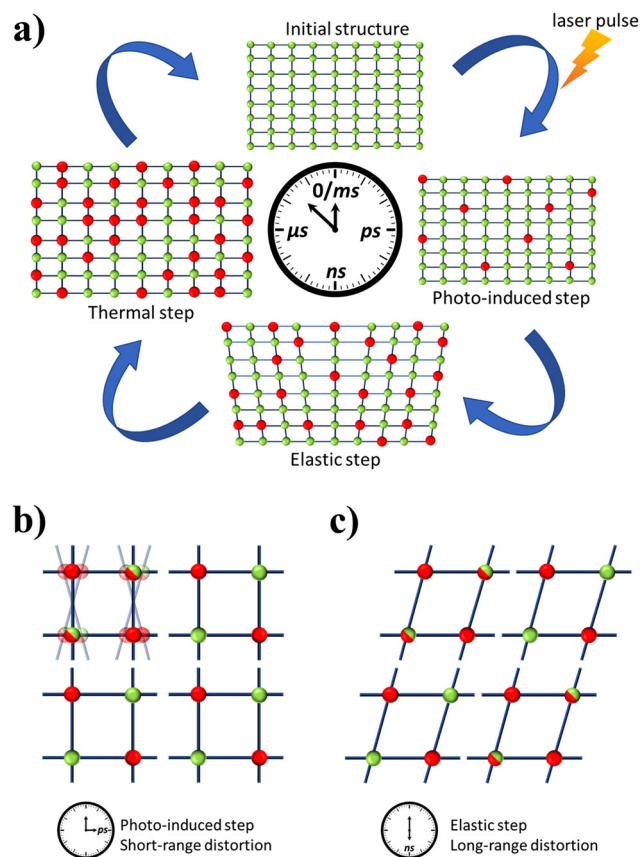 a)
Initial structure
laser pulse
0/ms
µs
ps
ns
Thermal step
Photo-induced step
Elastic step
b)
c)
ps
Photo-induced step
Short-range distortion
ns
Elastic step
Long-range distortion